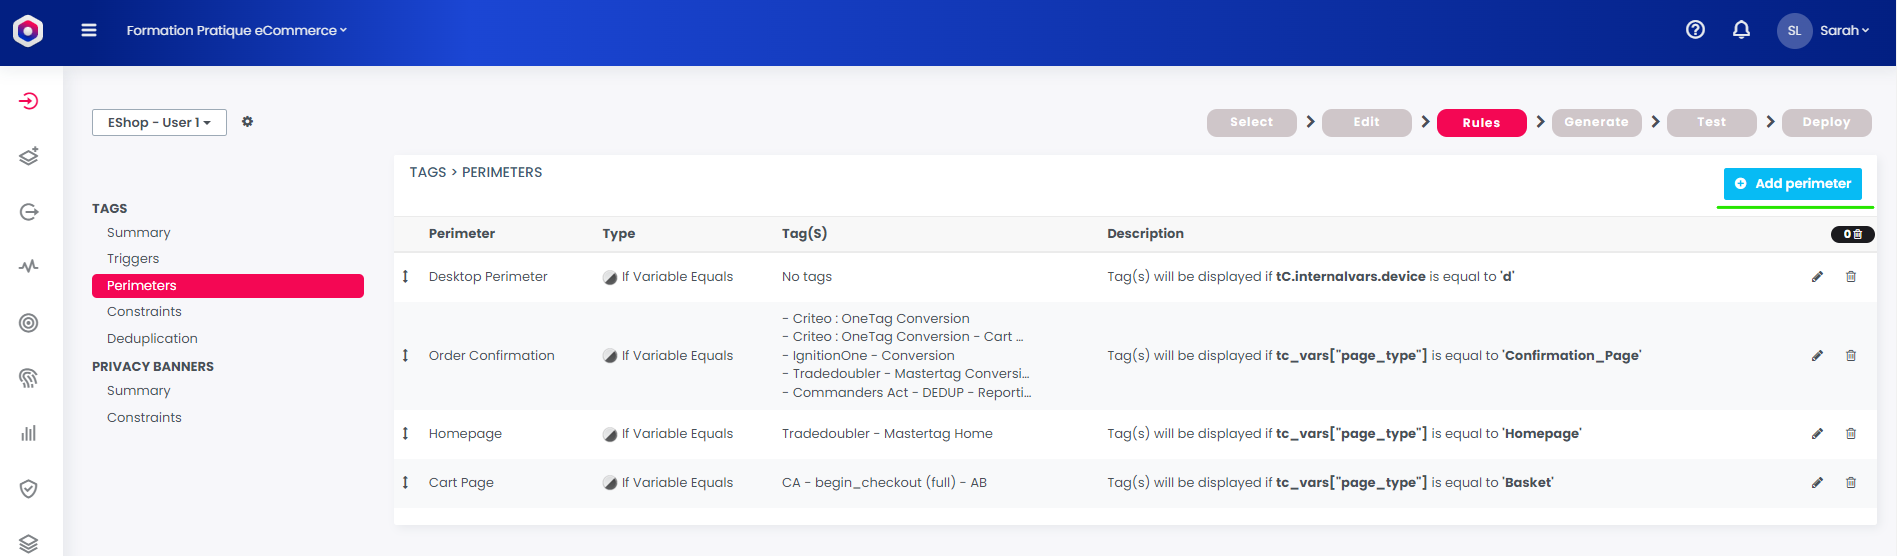 Formation Pratique eCommerce
SL
Sarah
EShop - User 1
Select
Edit
Rules
Generate
Test
Deploy
TAGS
Summary
Triggers
Perimeters
Constraints
Deduplication
PRIVACY BANNERS
Summary
Constraints
TAGS > PERIMETERS
Add perimeter
Perimeter Type Tag(S) Description 0
Desktop Perimeter If Variable Equals No tags Tag(s) will be displayed if tC.internalvars.device is equal to 'd'
- Criteo : OneTag Conversion
- Criteo : OneTag Conversion - Cart ...
Order Confirmation If Variable Equals - IgnitionOne - Conversion Tag(s) will be displayed if tc_vars["page_type"] is equal to 'Confirmation_Page'
- Tradedoubler - Mastertag Conversi...
- Commanders Act - DEDUP - Reporti...
Homepage If Variable Equals Tradedoubler - Mastertag Home Tag(s) will be displayed if tc_vars["page_type"] is equal to 'Homepage'
Cart Page If Variable Equals CA - begin_checkout (full) - AB Tag(s) will be displayed if tc_vars["page_type"] is equal to 'Basket'